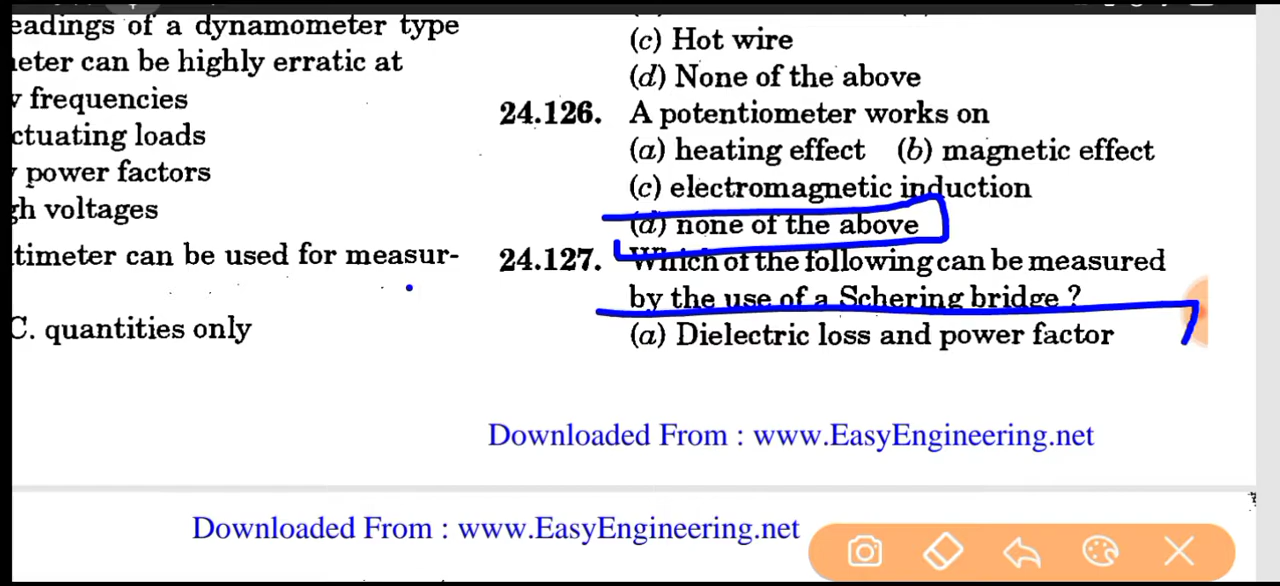 eadings of a dynamometer type
eter can be highly erratic at
frequencies
ctuating loads
power factors
gh voltages
timeter can be used for measur-
C. quantities only
(c) Hot wire
(d) None of the above
24.126. A potentiometer works on
(a) heating effect (b) magnetic effect
(c) electromagnetic induction
(d) none of the above
24.127. Which of the following can be measured
by the use of a Schering bridge ?
(a) Dielectric loss and power factor
Downloaded From : www.EasyEngineering.net
Downloaded From : www.EasyEngineering.net